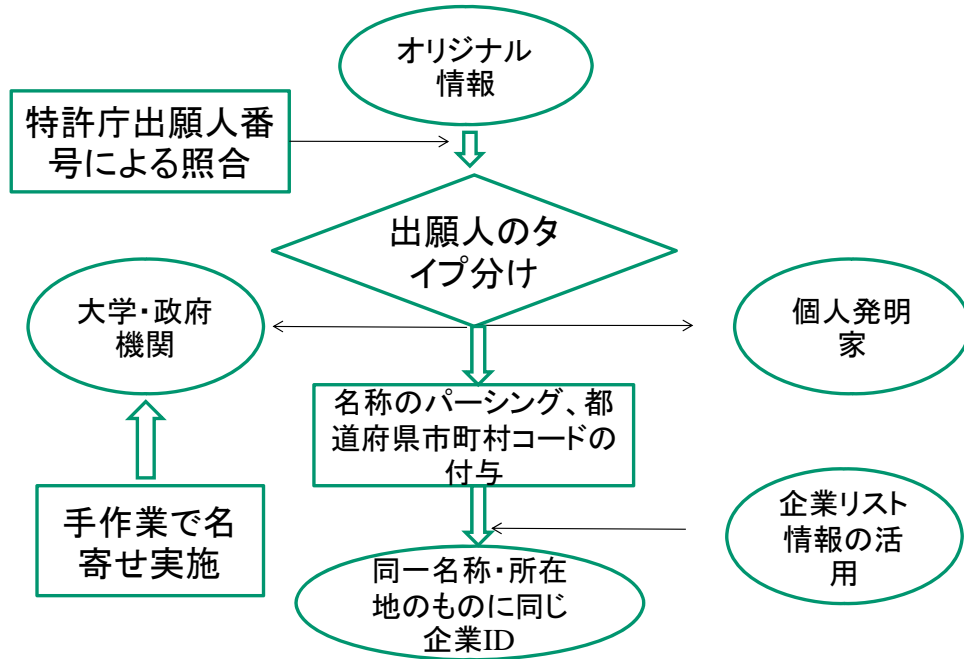 オリジナル
情報
特許庁出願人番
号による照合
出願人のタ
イプ分け
大学・政府
機関
個人発明
家
名称のパーシング、都
道府県市町村コードの
付与
手作業で名
寄せ実施
企業リスト
情報の活
用
同一名称・所在
地のものに同じ
企業ID